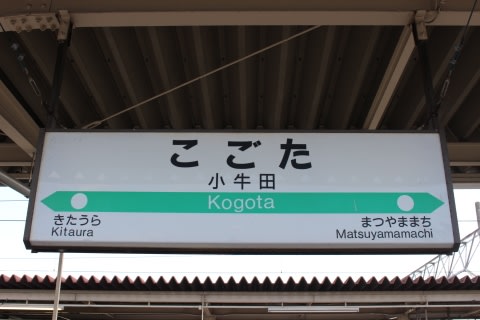 こごた
小牛田
Kogota
きたうら
Kitaura
まつやままち
Matsuyamamachi